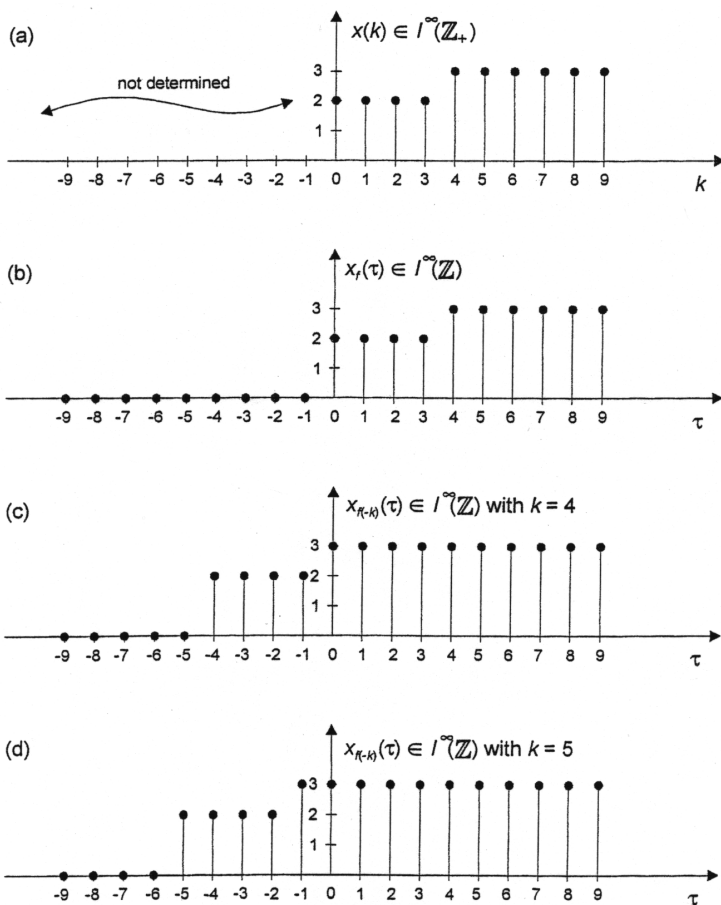 (a)
x(k) ∈ l^∞(ℤ₊)
not determined
3
2
1
-9 -8 -7 -6 -5 -4 -3 -2 -1 0 1 2 3 4 5 6 7 8 9 k
(b)
x_f(τ) ∈ l^∞(ℤ)
3
2
1
-9 -8 -7 -6 -5 -4 -3 -2 -1 0 1 2 3 4 5 6 7 8 9 τ
(c)
x_{f(-k)}(τ) ∈ l^∞(ℤ) with k = 4
3
2
1
-9 -8 -7 -6 -5 -4 -3 -2 -1 0 1 2 3 4 5 6 7 8 9 τ
(d)
x_{f(-k)}(τ) ∈ l^∞(ℤ) with k = 5
3
2
1
-9 -8 -7 -6 -5 -4 -3 -2 -1 0 1 2 3 4 5 6 7 8 9 τ